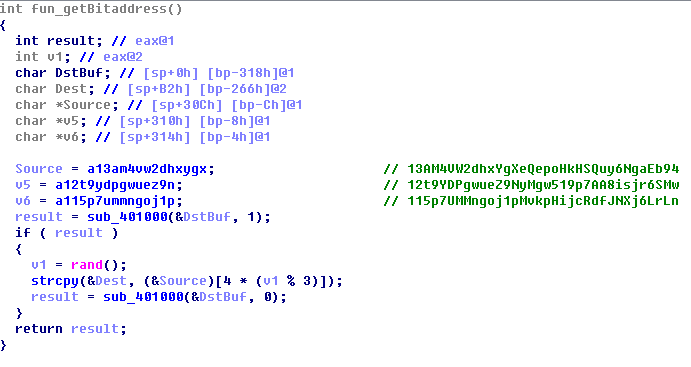 int fun_getBitaddress()
{
int result; // eax@1
int v1; // eax@2
char DstBuf; // [sp+0h] [bp-318h]@1
char Dest; // [sp+B2h] [bp-266h]@2
char *Source; // [sp+30Ch] [bp-Ch]@1
char *v5; // [sp+310h] [bp-8h]@1
char *v6; // [sp+314h] [bp-4h]@1
Source = a13am4vw2dhxygx; // 13AM4VW2dhxYgXeQepoHkHSQuy6NgaEb94
v5 = a12t9ydpgwuez9n; // 12t9YDPgwueZ9NyMgw519p7AA8isjr6SMw
v6 = a115p7ummngoj1p; // 115p7UMMngoj1pMvkpHijcRdfJNXj6LrLn
result = sub_401000(&DstBuf, 1);
if ( result )
{
v1 = rand();
strcpy(&Dest, (&Source)[4 * (v1 % 3)]);
result = sub_401000(&DstBuf, 0);
}
return result;
}